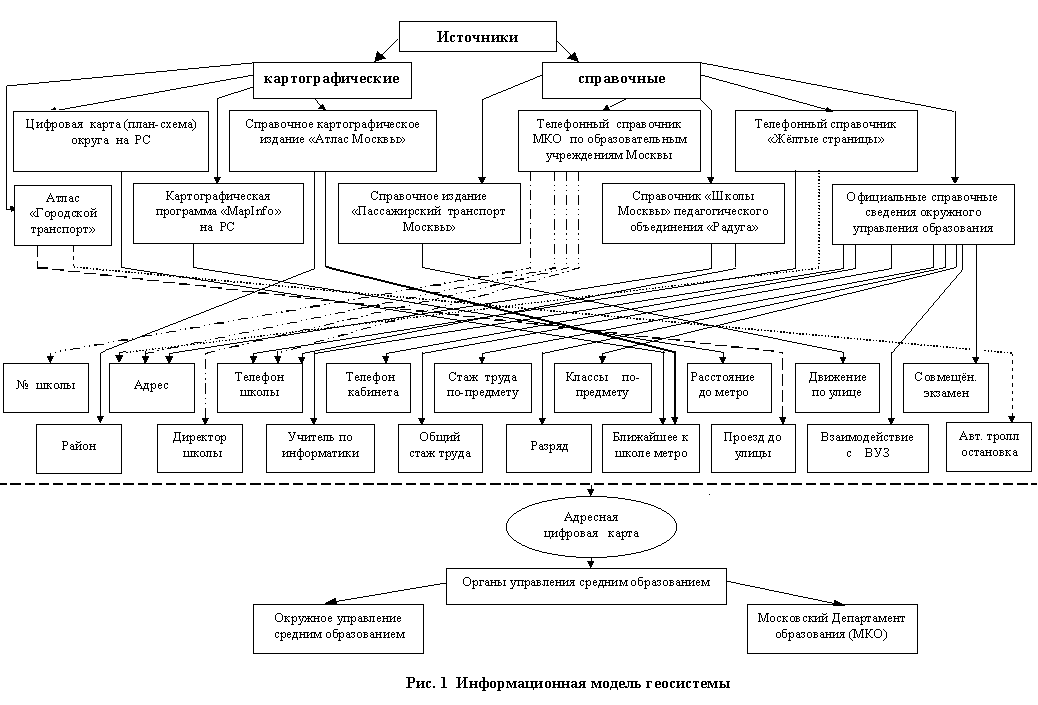 Источники
картографические
справочные
Цифровая карта (план-схема)
округа на РС
Справочное картографическое
издание «Атлас Москвы»
Телефонный справочник
МКО по образовательным
учреждениям Москвы
Телефонный справочник
«Жёлтые страницы»
Атлас
«Городской
транспорт»
Картографическая
программа «MapInfo»
на РС
Справочное издание
«Пассажирский транспорт
Москвы»
Справочник «Школы
Москвы» педагогического
объединения «Радуга»
Официальные справочные
сведения окружного
управления образования
№ школы
Адрес
Телефон
школы
Телефон
кабинета
Стаж труда
по-предмету
Классы по-
предмету
Расстояние
до метро
Движение
по улице
Совмещён.
экзамен
Район
Директор
школы
Учитель по
информатики
Общий
стаж труда
Разряд
Ближайшее к
школе метро
Проезд до
улицы
Взаимодействие
с ВУЗ
Авт. тролл
остановка
Адресная
цифровая карта
Органы управления средним образованием
Окружное управление
средним образованием
Московский Департамент
образования (МКО)
Рис. 1 Информационная модель геосистемы